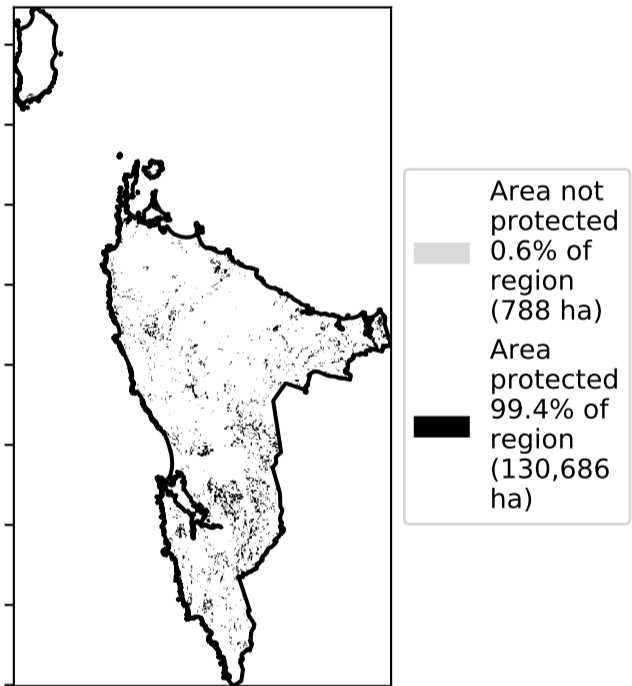 Area not
protected
0.6% of
region
(788 ha)
Area
protected
99.4% of
region
(130,686
ha)